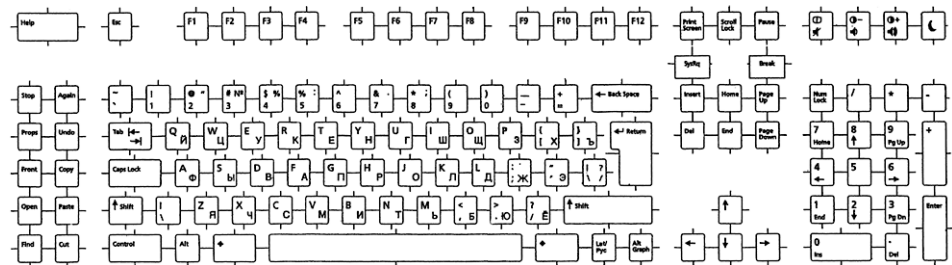 Help Esc F1 F2 F3 F4 F5 F6 F7 F8 F9 F10 F11 F12 Print Screen Scroll Lock Pause
SysRq Break
Stop Again ~ ` ! 1 @ " 2 # № 3 $ % 4 % : 5 ^ 6 & . 7 * ; 8 ( 9 ) 0 — - + = ← Back Space Insert Home Page Up Num Lock / * -
Props Undo Tab Q Й W Ц E У R К T Е Y Н U Г I Ш O Щ P З { [ Х } ] Ъ ↵ Return Del End Page Down 7 Home 8 ↑ 9 Pg Up +
Front Copy Caps Lock A Ф S Ы D В F А G П H Р J О K Л L Д : ; Ж " ' Э 4 ← 5 6 →
Open Paste ↑ Shift | \ Z Я X Ч C С V М B И N Т M Ь < , Б > . Ю ? / Ё ↑ Shift ↑ 1 End 2 ↓ 3 Pg Dn Enter
Find Cut Control Alt ◆ ◆ Lat/ Рус Alt Graph ← ↓ → 0 Ins . Del